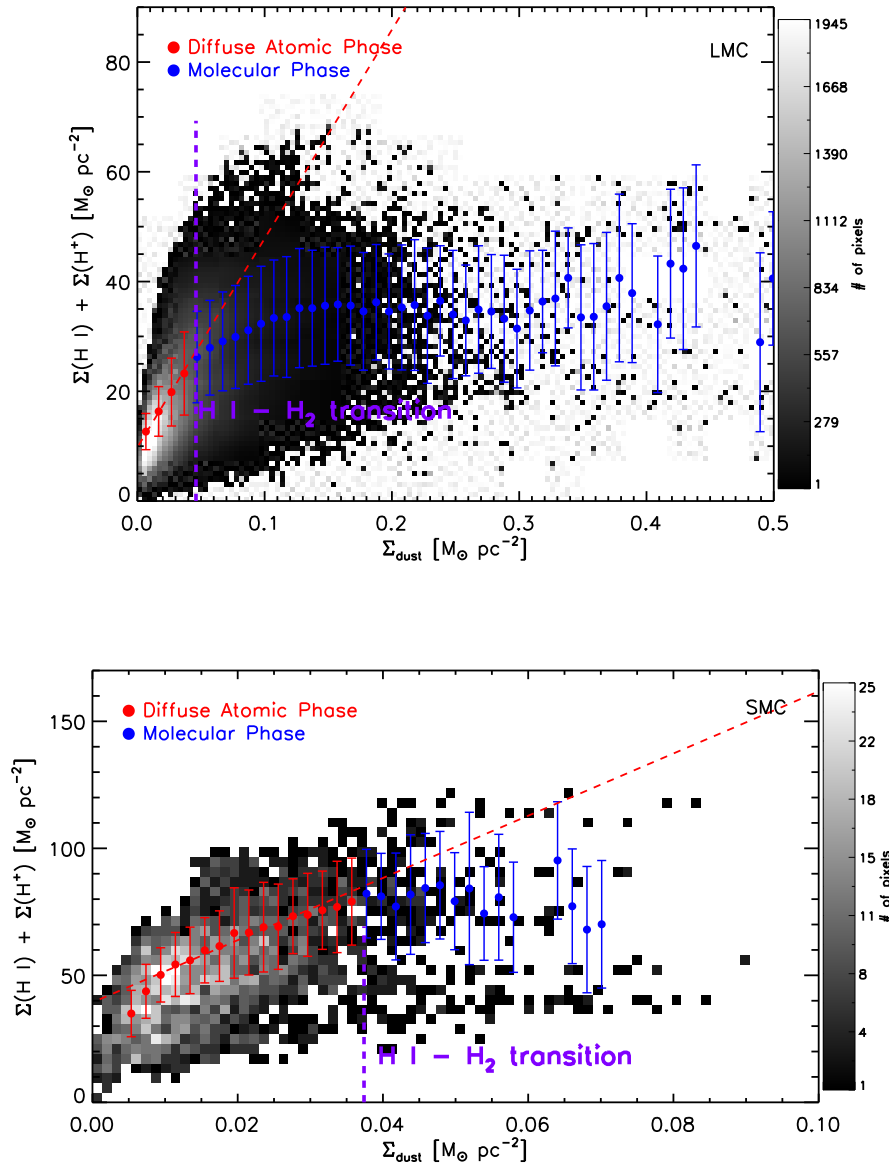 Diffuse Atomic Phase
Molecular Phase
LMC
H I – H₂ transition
Σ(H I) + Σ(H⁺) [M⊙ pc⁻²]
80
60
40
20
0
0.0 0.1 0.2 0.3 0.4 0.5
Σdust [M⊙ pc⁻²]
1945
1668
1390
1112
834
557
279
1
# of pixels
Diffuse Atomic Phase
Molecular Phase
SMC
H I – H₂ transition
Σ(H I) + Σ(H⁺) [M⊙ pc⁻²]
150
100
50
0
0.00 0.02 0.04 0.06 0.08 0.10
Σdust [M⊙ pc⁻²]
25
22
18
15
11
8
4
1
# of pixels